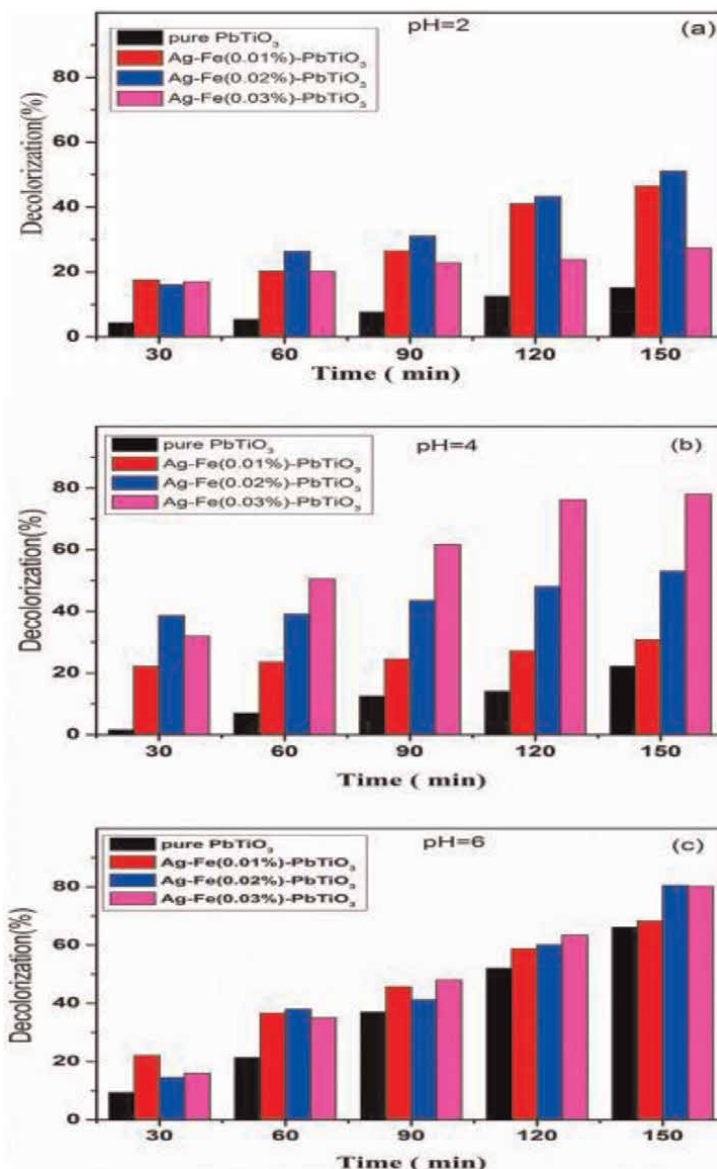 pH=2
(a)
pure PbTiO₃
Ag-Fe(0.01%)-PbTiO₃
Ag-Fe(0.02%)-PbTiO₃
Ag-Fe(0.03%)-PbTiO₃
Decolorization(%)
80
60
40
20
0
30 60 90 120 150
Time ( min)
pH=4
(b)
pure PbTiO₃
Ag-Fe(0.01%)-PbTiO₃
Ag-Fe(0.02%)-PbTiO₃
Ag-Fe(0.03%)-PbTiO₃
Decolorization(%)
80
60
40
20
0
30 60 90 120 150
Time ( min)
pH=6
(c)
pure PbTiO₃
Ag-Fe(0.01%)-PbTiO₃
Ag-Fe(0.02%)-PbTiO₃
Ag-Fe(0.03%)-PbTiO₃
Decolorization(%)
80
60
40
20
0
30 60 90 120 150
Time ( min)